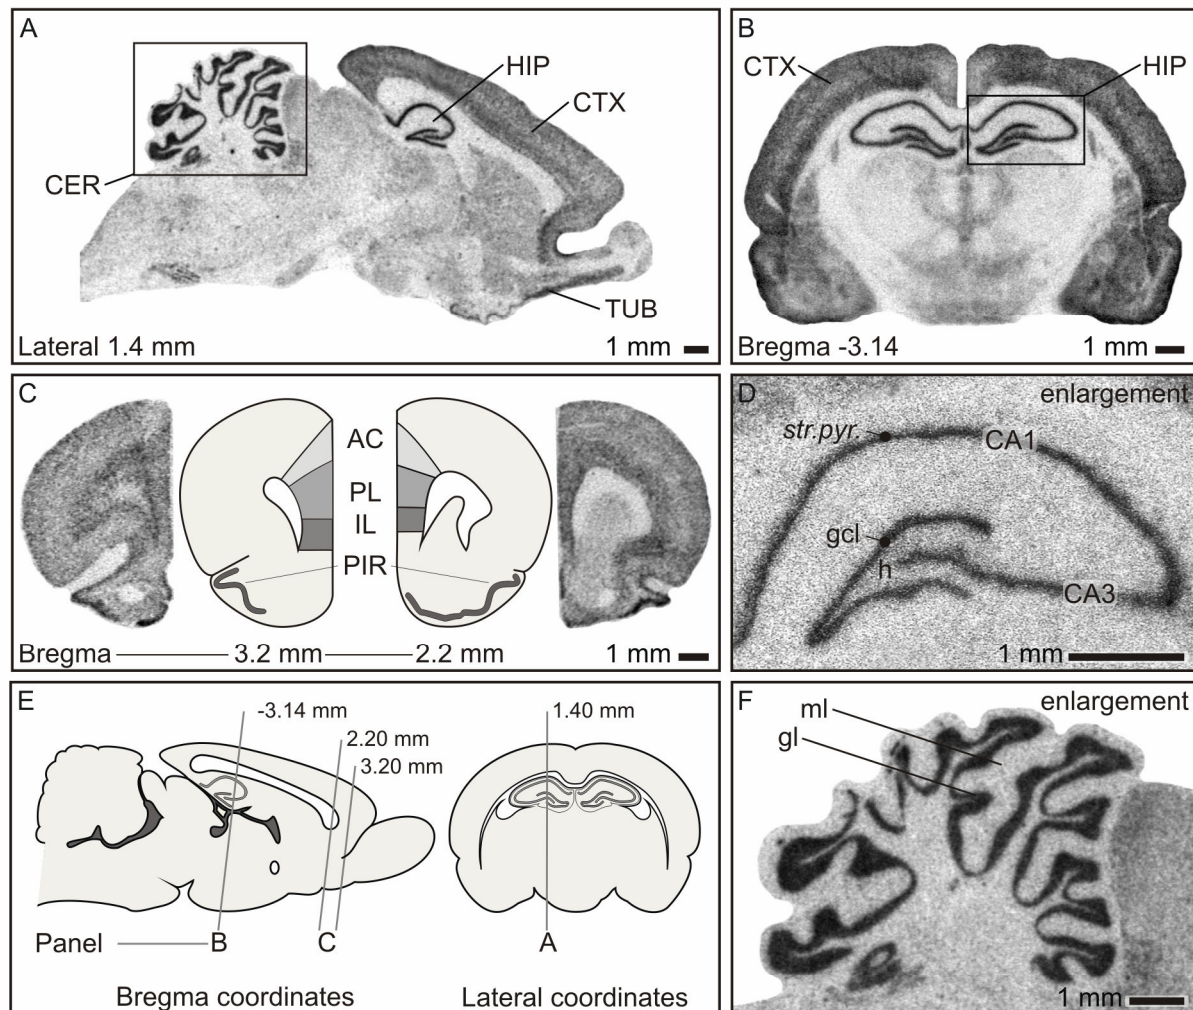 A
HIP
CTX
CER
TUB
Lateral 1.4 mm
1 mm
B
CTX
HIP
Bregma -3.14
1 mm
C
AC
PL
IL
PIR
Bregma 3.2 mm 2.2 mm
1 mm
D
enlargement
str.pyr.
CA1
gcl
h
CA3
1 mm
E
-3.14 mm
2.20 mm
3.20 mm
1.40 mm
Panel B C A
Bregma coordinates
Lateral coordinates
F
enlargement
ml
gl
1 mm